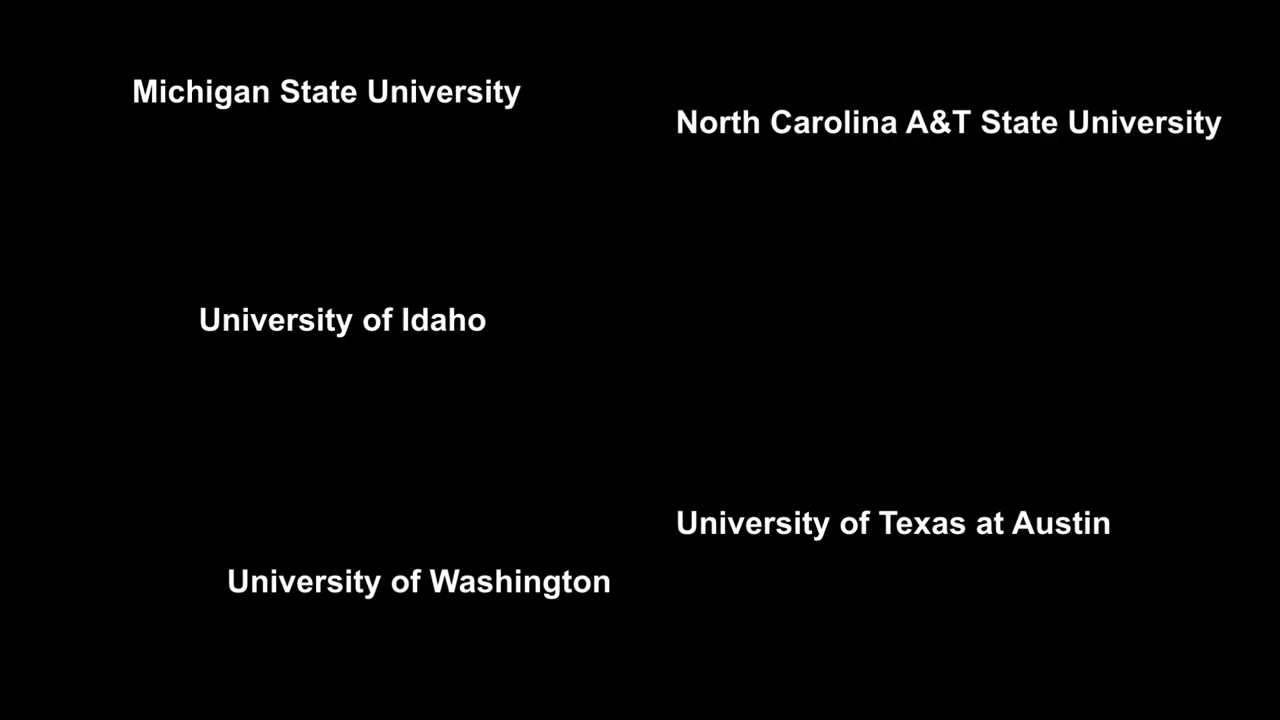 Michigan State University
North Carolina A&T State University
University of Idaho
University of Texas at Austin
University of Washington